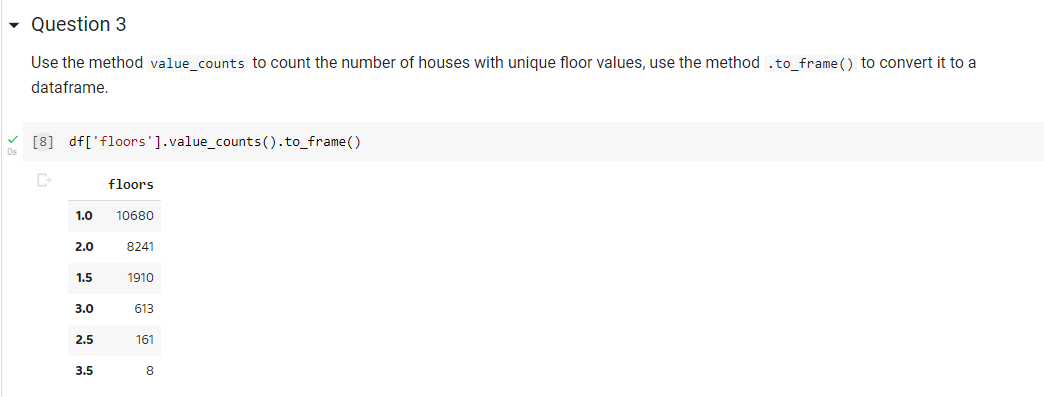 Question 3
Use the method value_counts to count the number of houses with unique floor values, use the method .to_frame() to convert it to a
dataframe.
[8] df['floors'].value_counts().to_frame()
0s
floors
1.0 10680
2.0 8241
1.5 1910
3.0 613
2.5 161
3.5 8